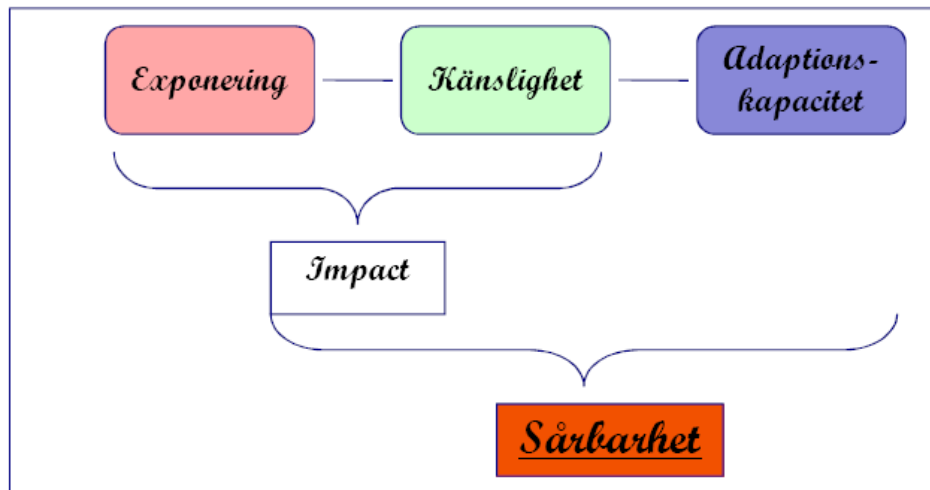 Exponering
Känslighet
Adaptions-
kapacitet
Impact
Sårbarhet